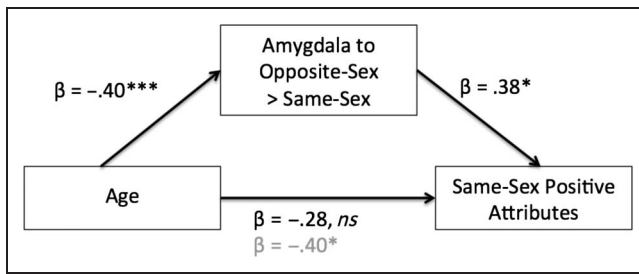 Amygdala to
Opposite-Sex
> Same-Sex
β = –.40***
β = .38*
Age
Same-Sex Positive
Attributes
β = –.28, ns
β = –.40*